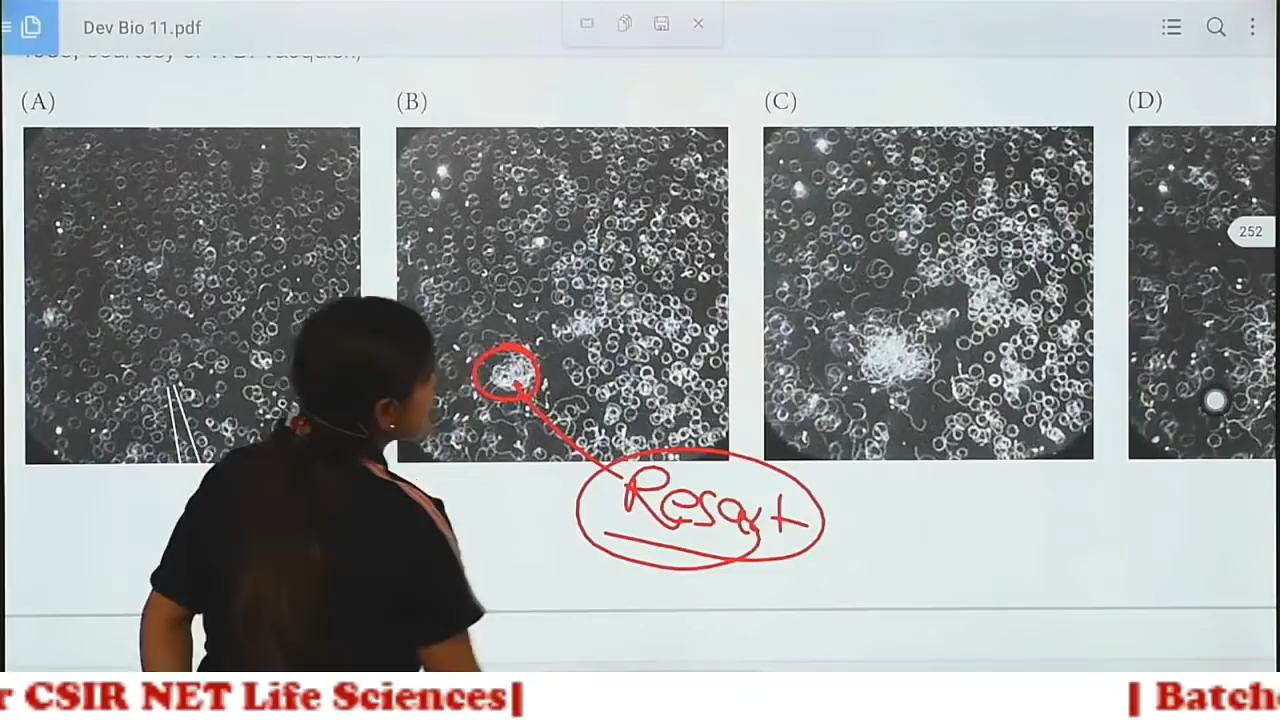 Dev Bio 11.pdf
(A)
(B)
(C)
(D)
252
Resact
r CSIR NET Life Sciences|
| Batch